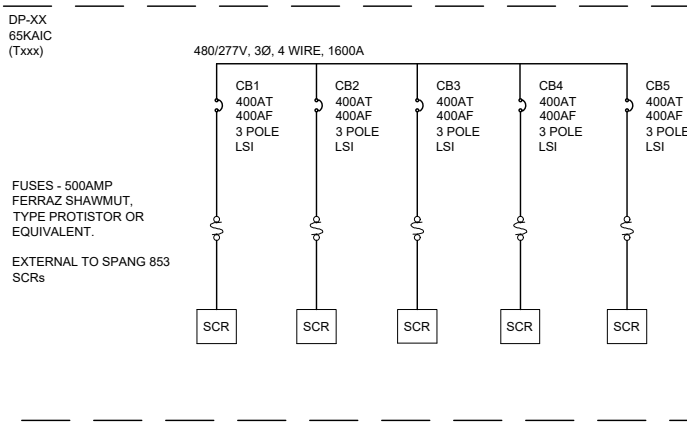 DP-XX
65KAIC
(Txxx)
480/277V, 3Ø, 4 WIRE, 1600A
CB1
400AT
400AF
3 POLE
LSI
CB2
400AT
400AF
3 POLE
LSI
CB3
400AT
400AF
3 POLE
LSI
CB4
400AT
400AF
3 POLE
LSI
CB5
400AT
400AF
3 POLE
LSI
FUSES - 500AMP
FERRAZ SHAWMUT,
TYPE PROTISTOR OR
EQUIVALENT.
EXTERNAL TO SPANG 853
SCRs
SCR
SCR
SCR
SCR
SCR